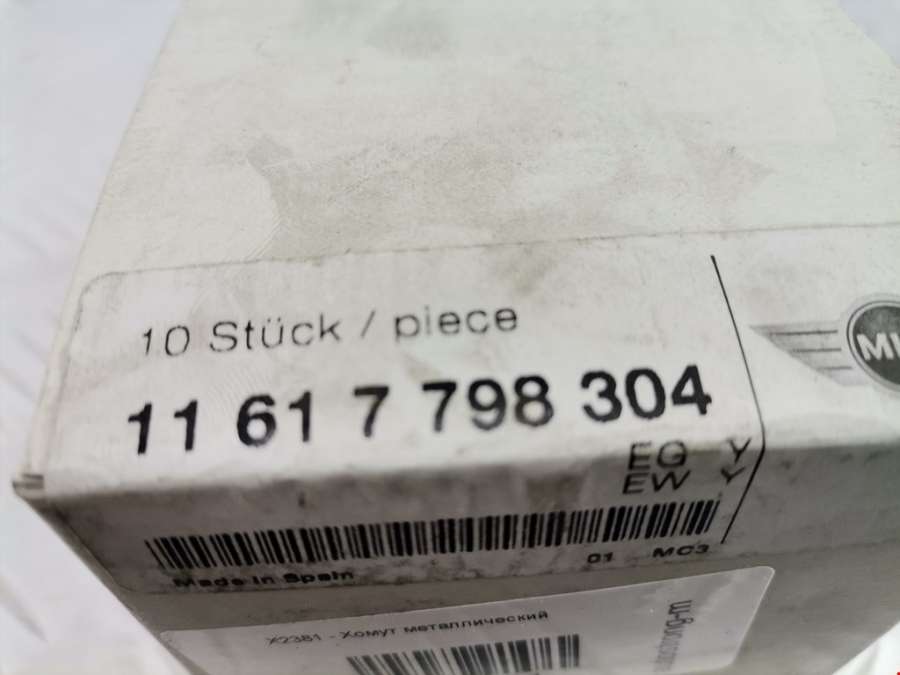 10 Stück / piece
11 61 7 798 304
EG Y
EW Y
01 MC3
Made in Spain
X2381 - Хомут металлический